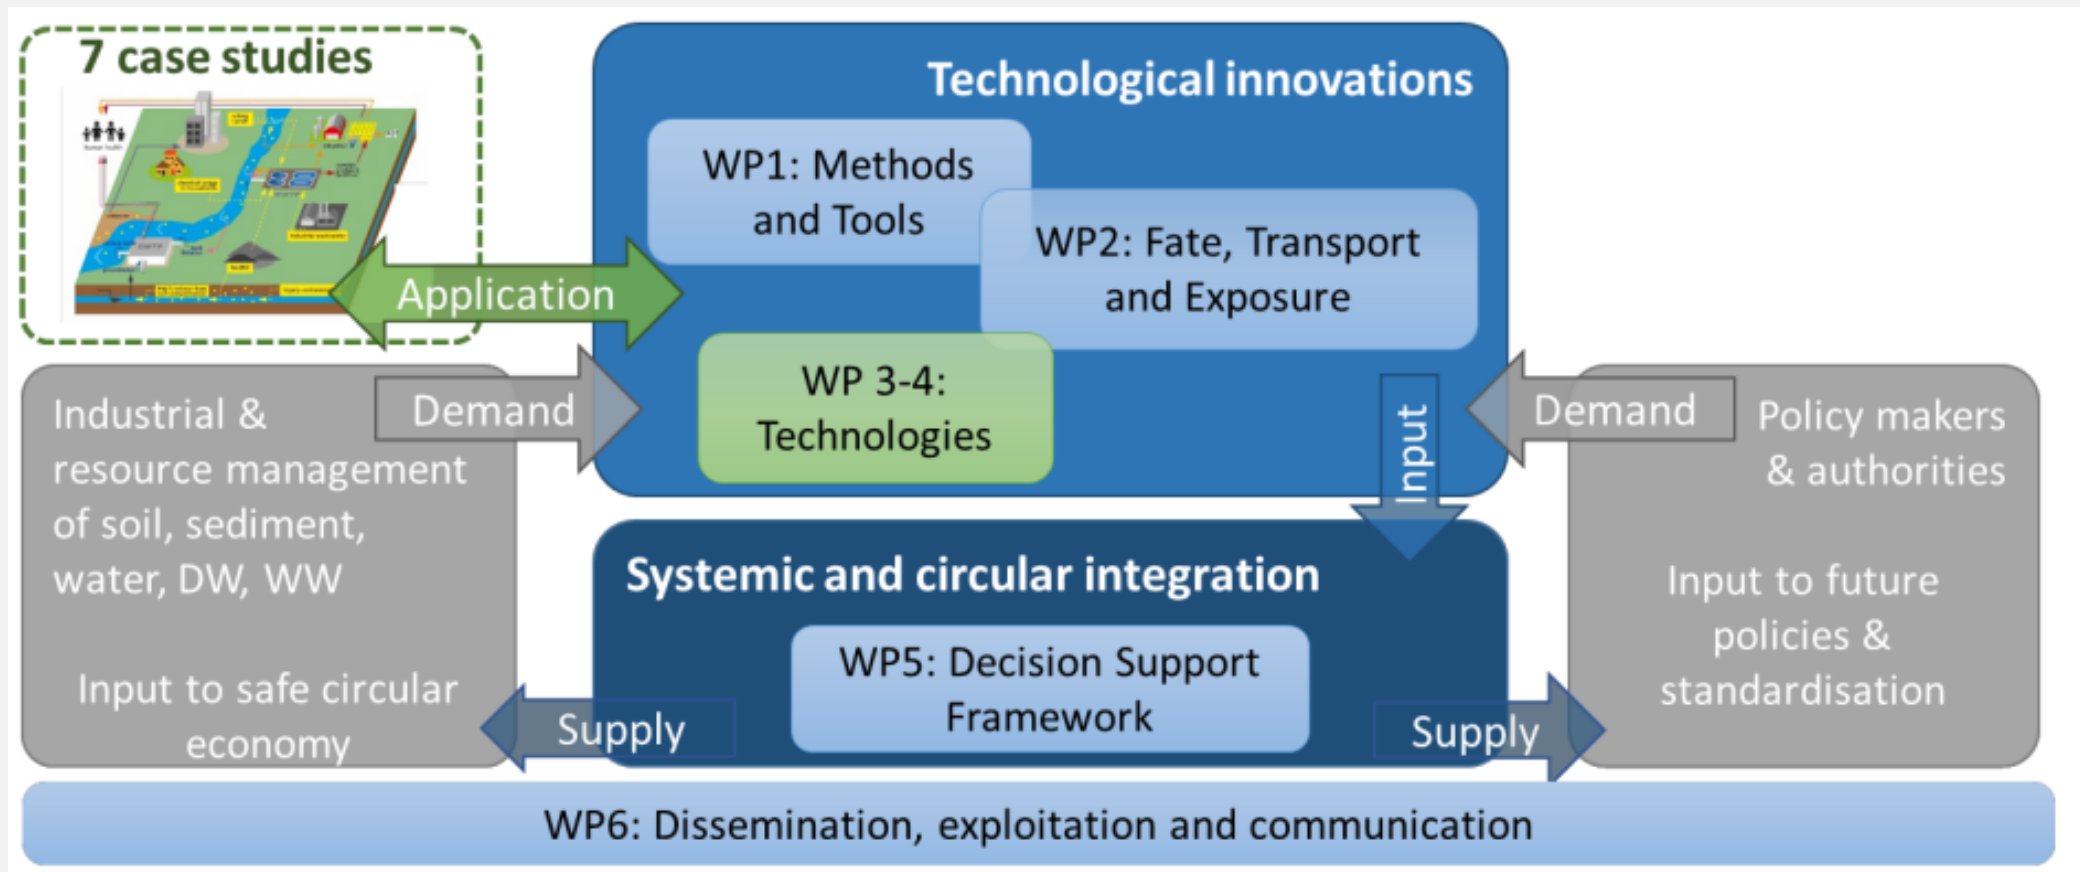 7 case studies
Technological innovations
WP1: Methods
and Tools
WP2: Fate, Transport
and Exposure
Application
WP 3-4:
Technologies
Demand
Industrial &
resource management
of soil, sediment,
water, DW, WW
Input to safe circular
economy
Input
Demand
Policy makers
& authorities
Input to future
policies &
standardisation
Systemic and circular integration
WP5: Decision Support
Framework
Supply
Supply
WP6: Dissemination, exploitation and communication